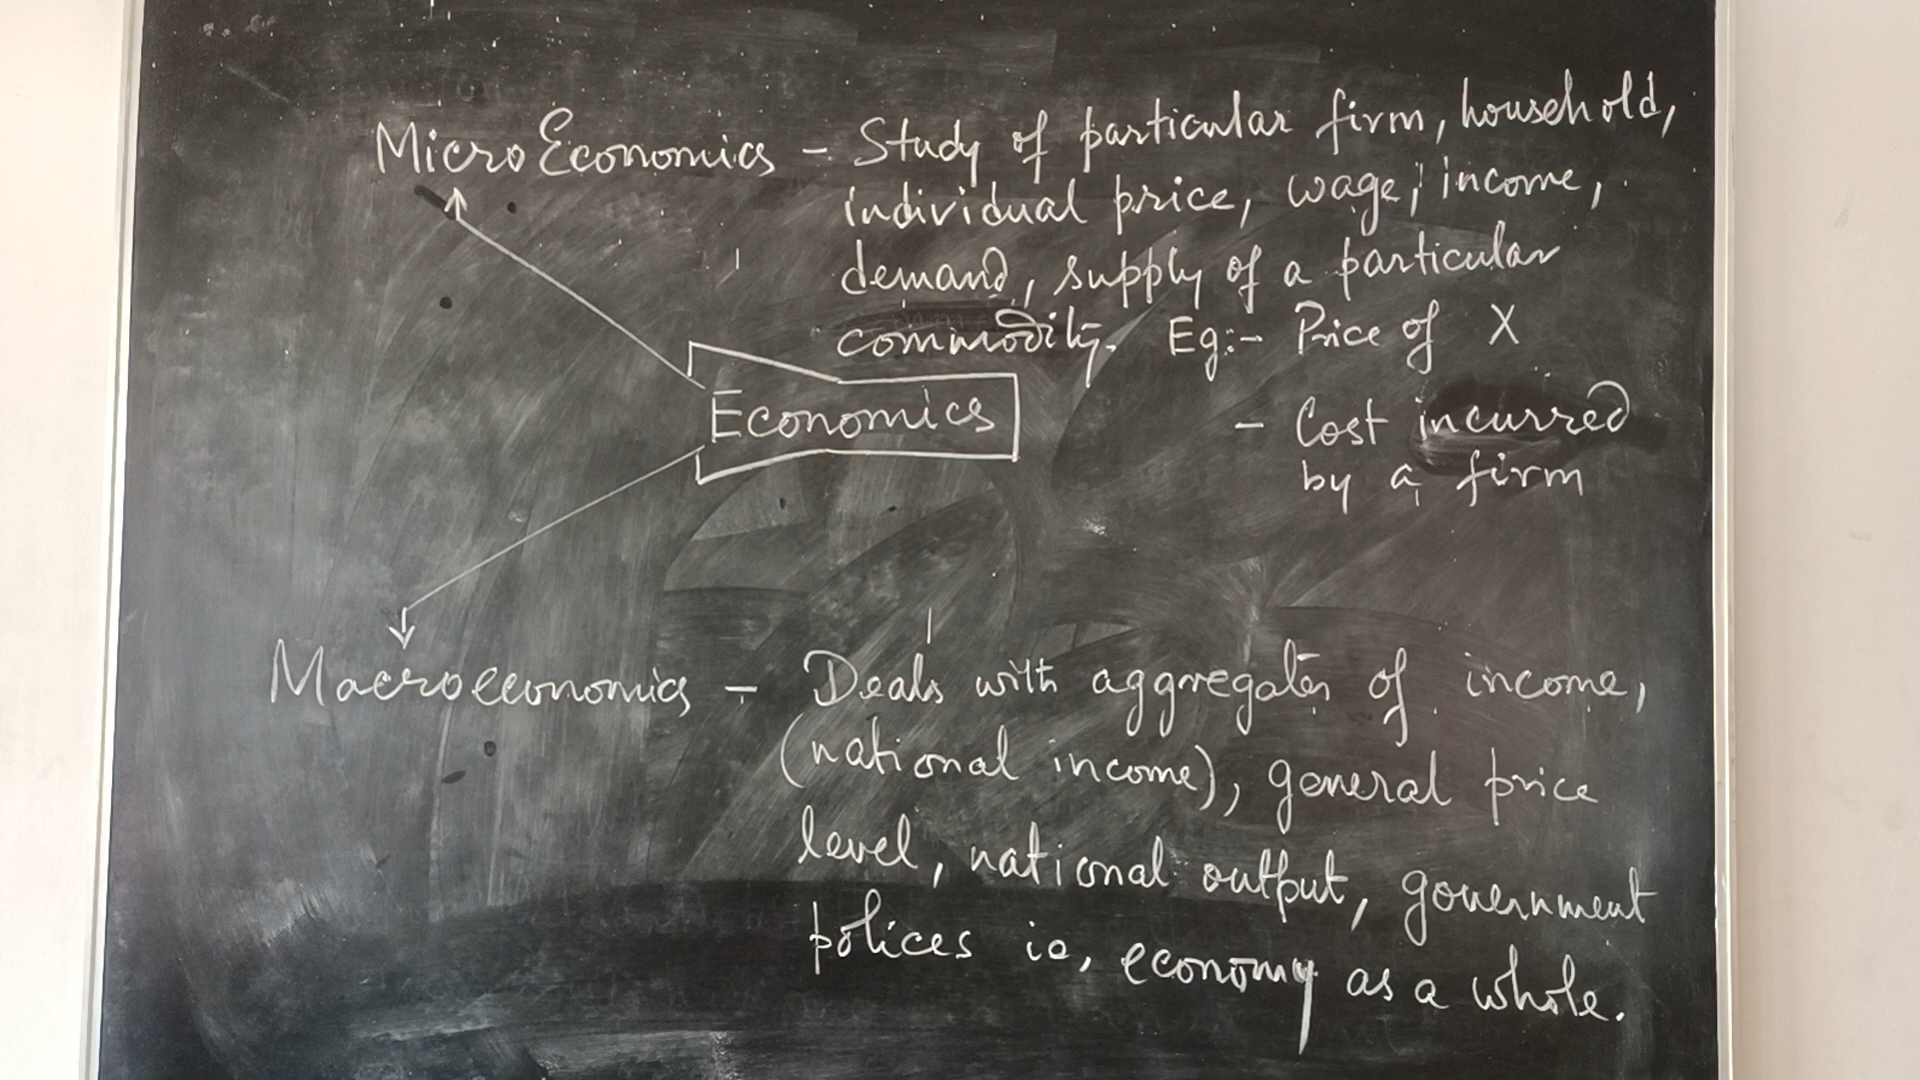 MicroEconomics - Study of particular firm, household,
individual price, wage, income,
demand, supply of a particular
commodity. Eg:- Price of X
Economics
- Cost incurred
by a firm
Macroeconomics - Deals with aggregates of income,
(national income), general price
level, national output, government
polices ie, economy as a whole.